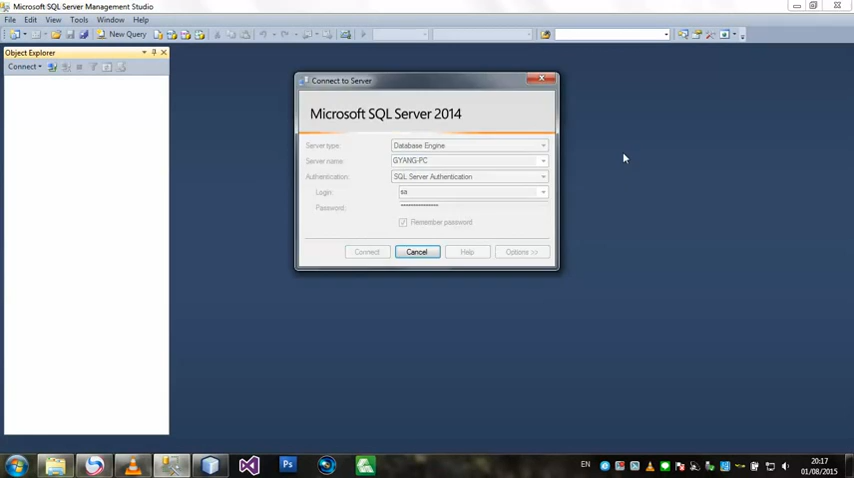 Microsoft SQL Server Management Studio
File Edit View Tools Window Help
New Query
Object Explorer
Connect
Connect to Server
Microsoft SQL Server 2014
Server type: Database Engine
Server name: GYANG-PC
Authentication: SQL Server Authentication
Login: sa
Password: ***************
Remember password
Connect Cancel Help Options >>
Ps
EN
20:17
01/08/2015